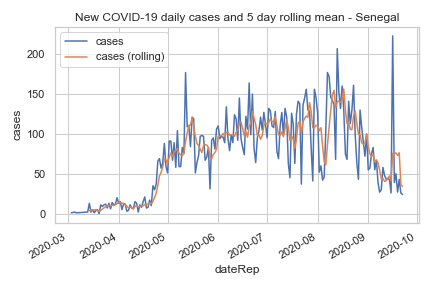 New COVID-19 daily cases and 5 day rolling mean - Senegal
cases
cases (rolling)
200
150
100
50
0
cases
2020-03
2020-04
2020-05
2020-06
2020-07
2020-08
2020-09
2020-10
dateRep